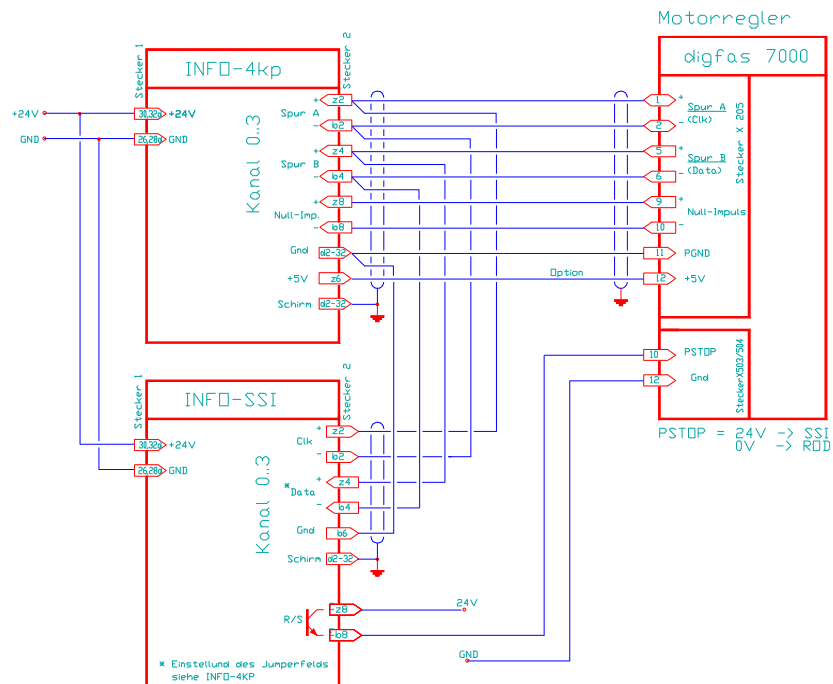 Motorregler
digfas 7000
Stecker 1
Stecker 2
INFO-4kp
+24V
30,32d
+24V
GND
26,28d
GND
Kanal 0..3
+
z2
Spur A
-
b2
+
z4
Spur B
-
b4
+
z8
Null-Imp.
-
b8
Gnd
d2-32
+5V
z6
Schirm
d2-32
Option
1
+
Spur A
(Clk)
2
-
5
+
Spur B
(Data)
6
-
9
+
Null-Impuls
10
-
11
PGND
12
+5V
Stecker X 205
10
PSTOP
12
Gnd
SteckerX503/504
PSTOP = 24V -> SSI
0V -> ROD
Stecker 1
Stecker 2
INFO-SSI
30,32d
+24V
26,28d
GND
Kanal 0..3
+
z2
Clk
-
b2
+
z4
*Data
-
b4
Gnd
b6
Schirm
d2-32
R/S
z8
24V
b8
GND
* Einstellund des Jumperfelds
siehe INFO-4KP